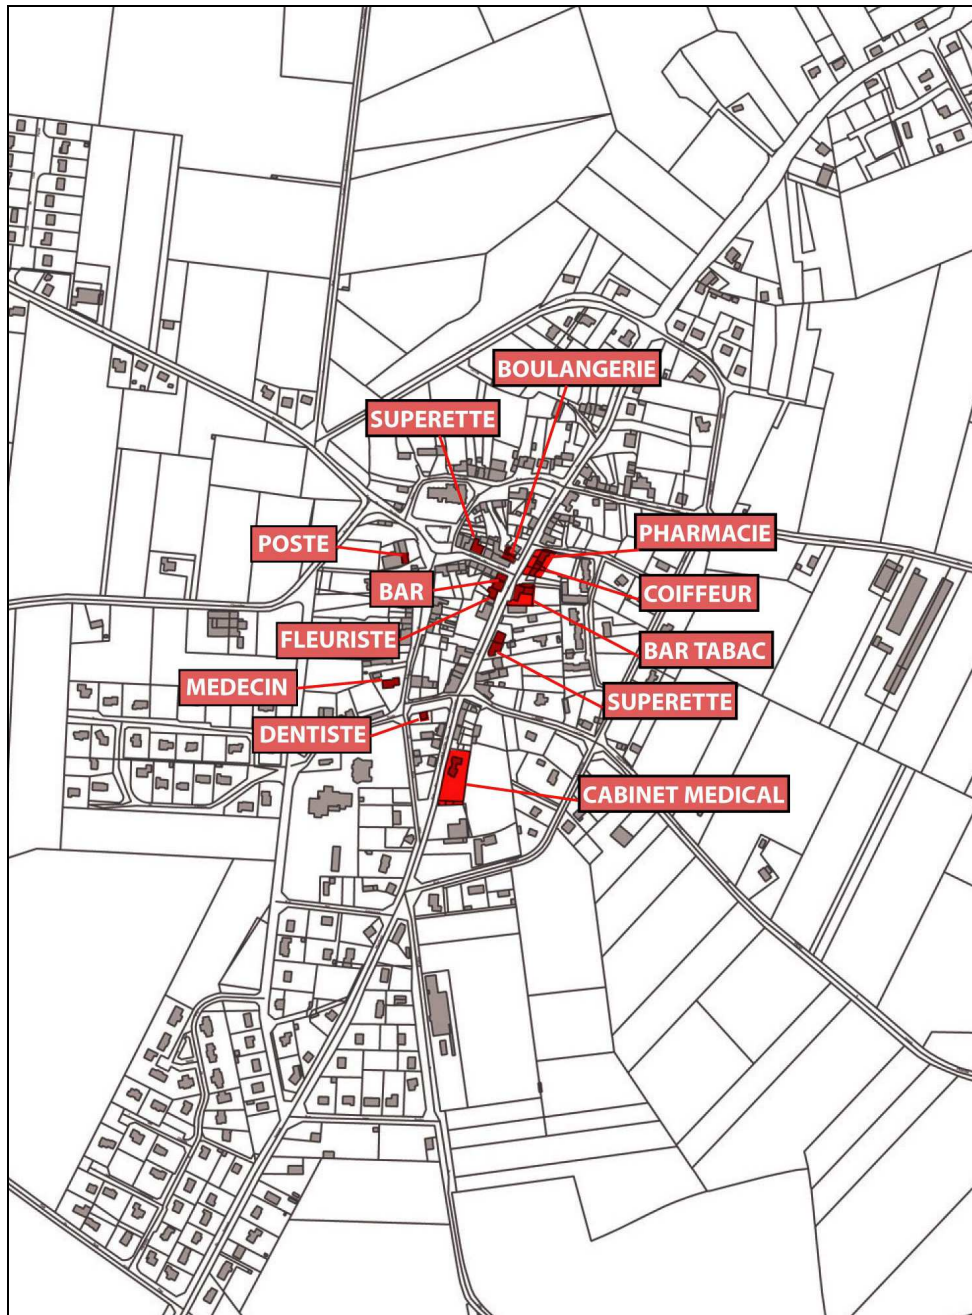 BOULANGERIE
SUPERETTE
PHARMACIE
POSTE
BAR
COIFFEUR
FLEURISTE
BAR TABAC
MEDECIN
SUPERETTE
DENTISTE
CABINET MEDICAL